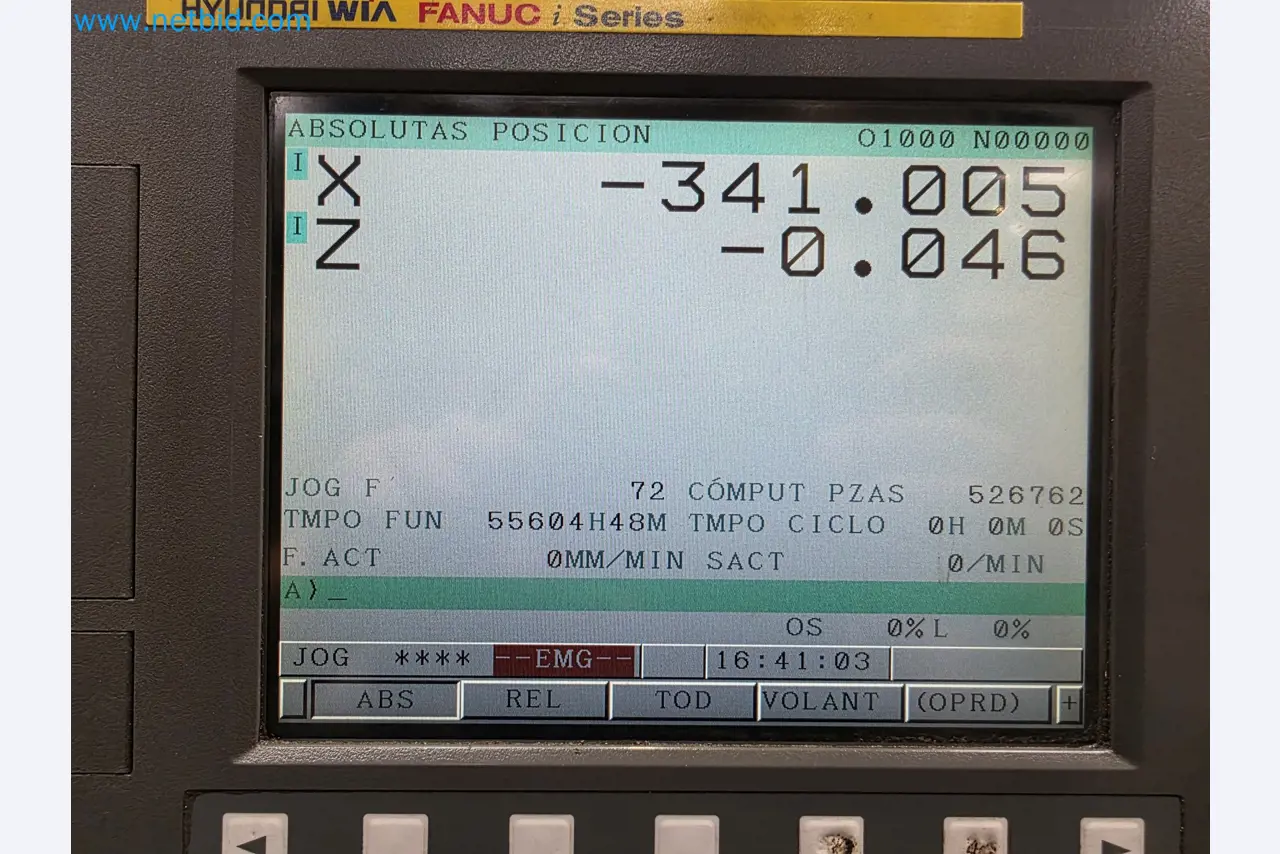 HYUNDAI WIA FANUC i Series
www.netbid.com
ABSOLUTAS POSICION O1000 N00000
I X -341.005
I Z -0.046
JOG F 72 CÓMPUT PZAS 526762
TMPO FUN 55604H48M TMPO CICLO 0H 0M 0S
F. ACT 0MM/MIN SACT 0/MIN
A)_
OS 0% L 0%
JOG **** --EMG-- 16:41:03
ABS REL TOD VOLANT (OPRD) +